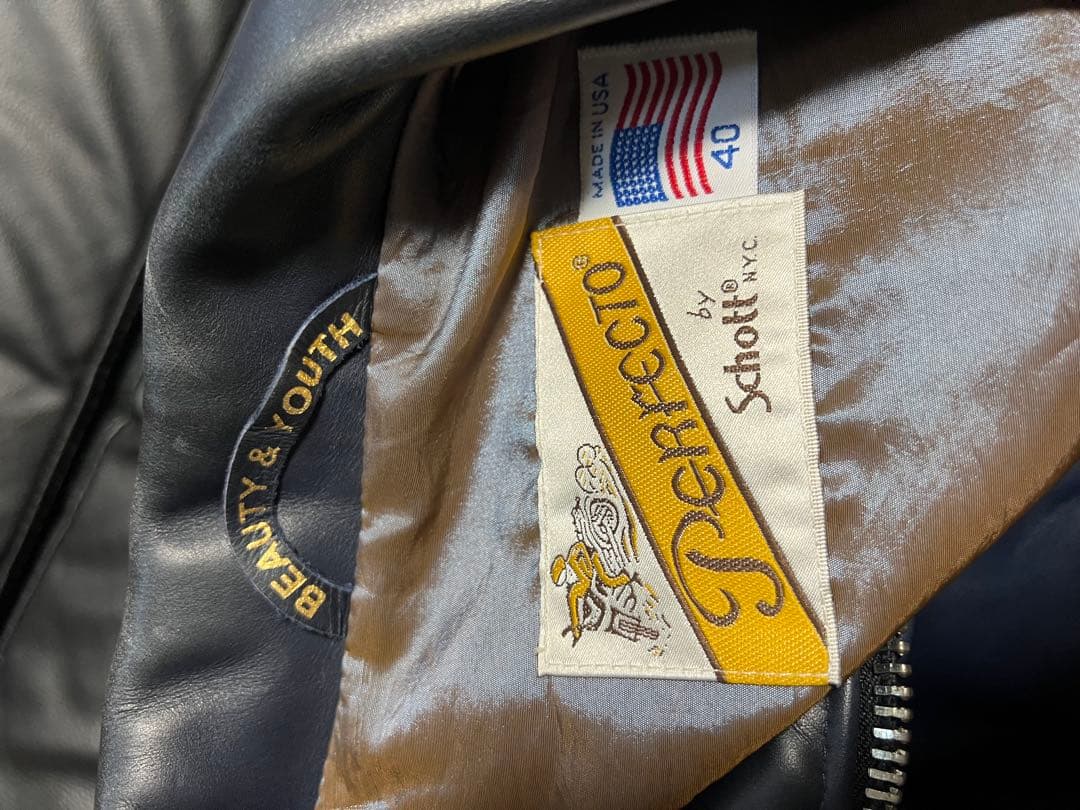 MADE IN USA
40
PERFECTO®
by
Schott® N.Y.C.
BEAUTY & YOUTH